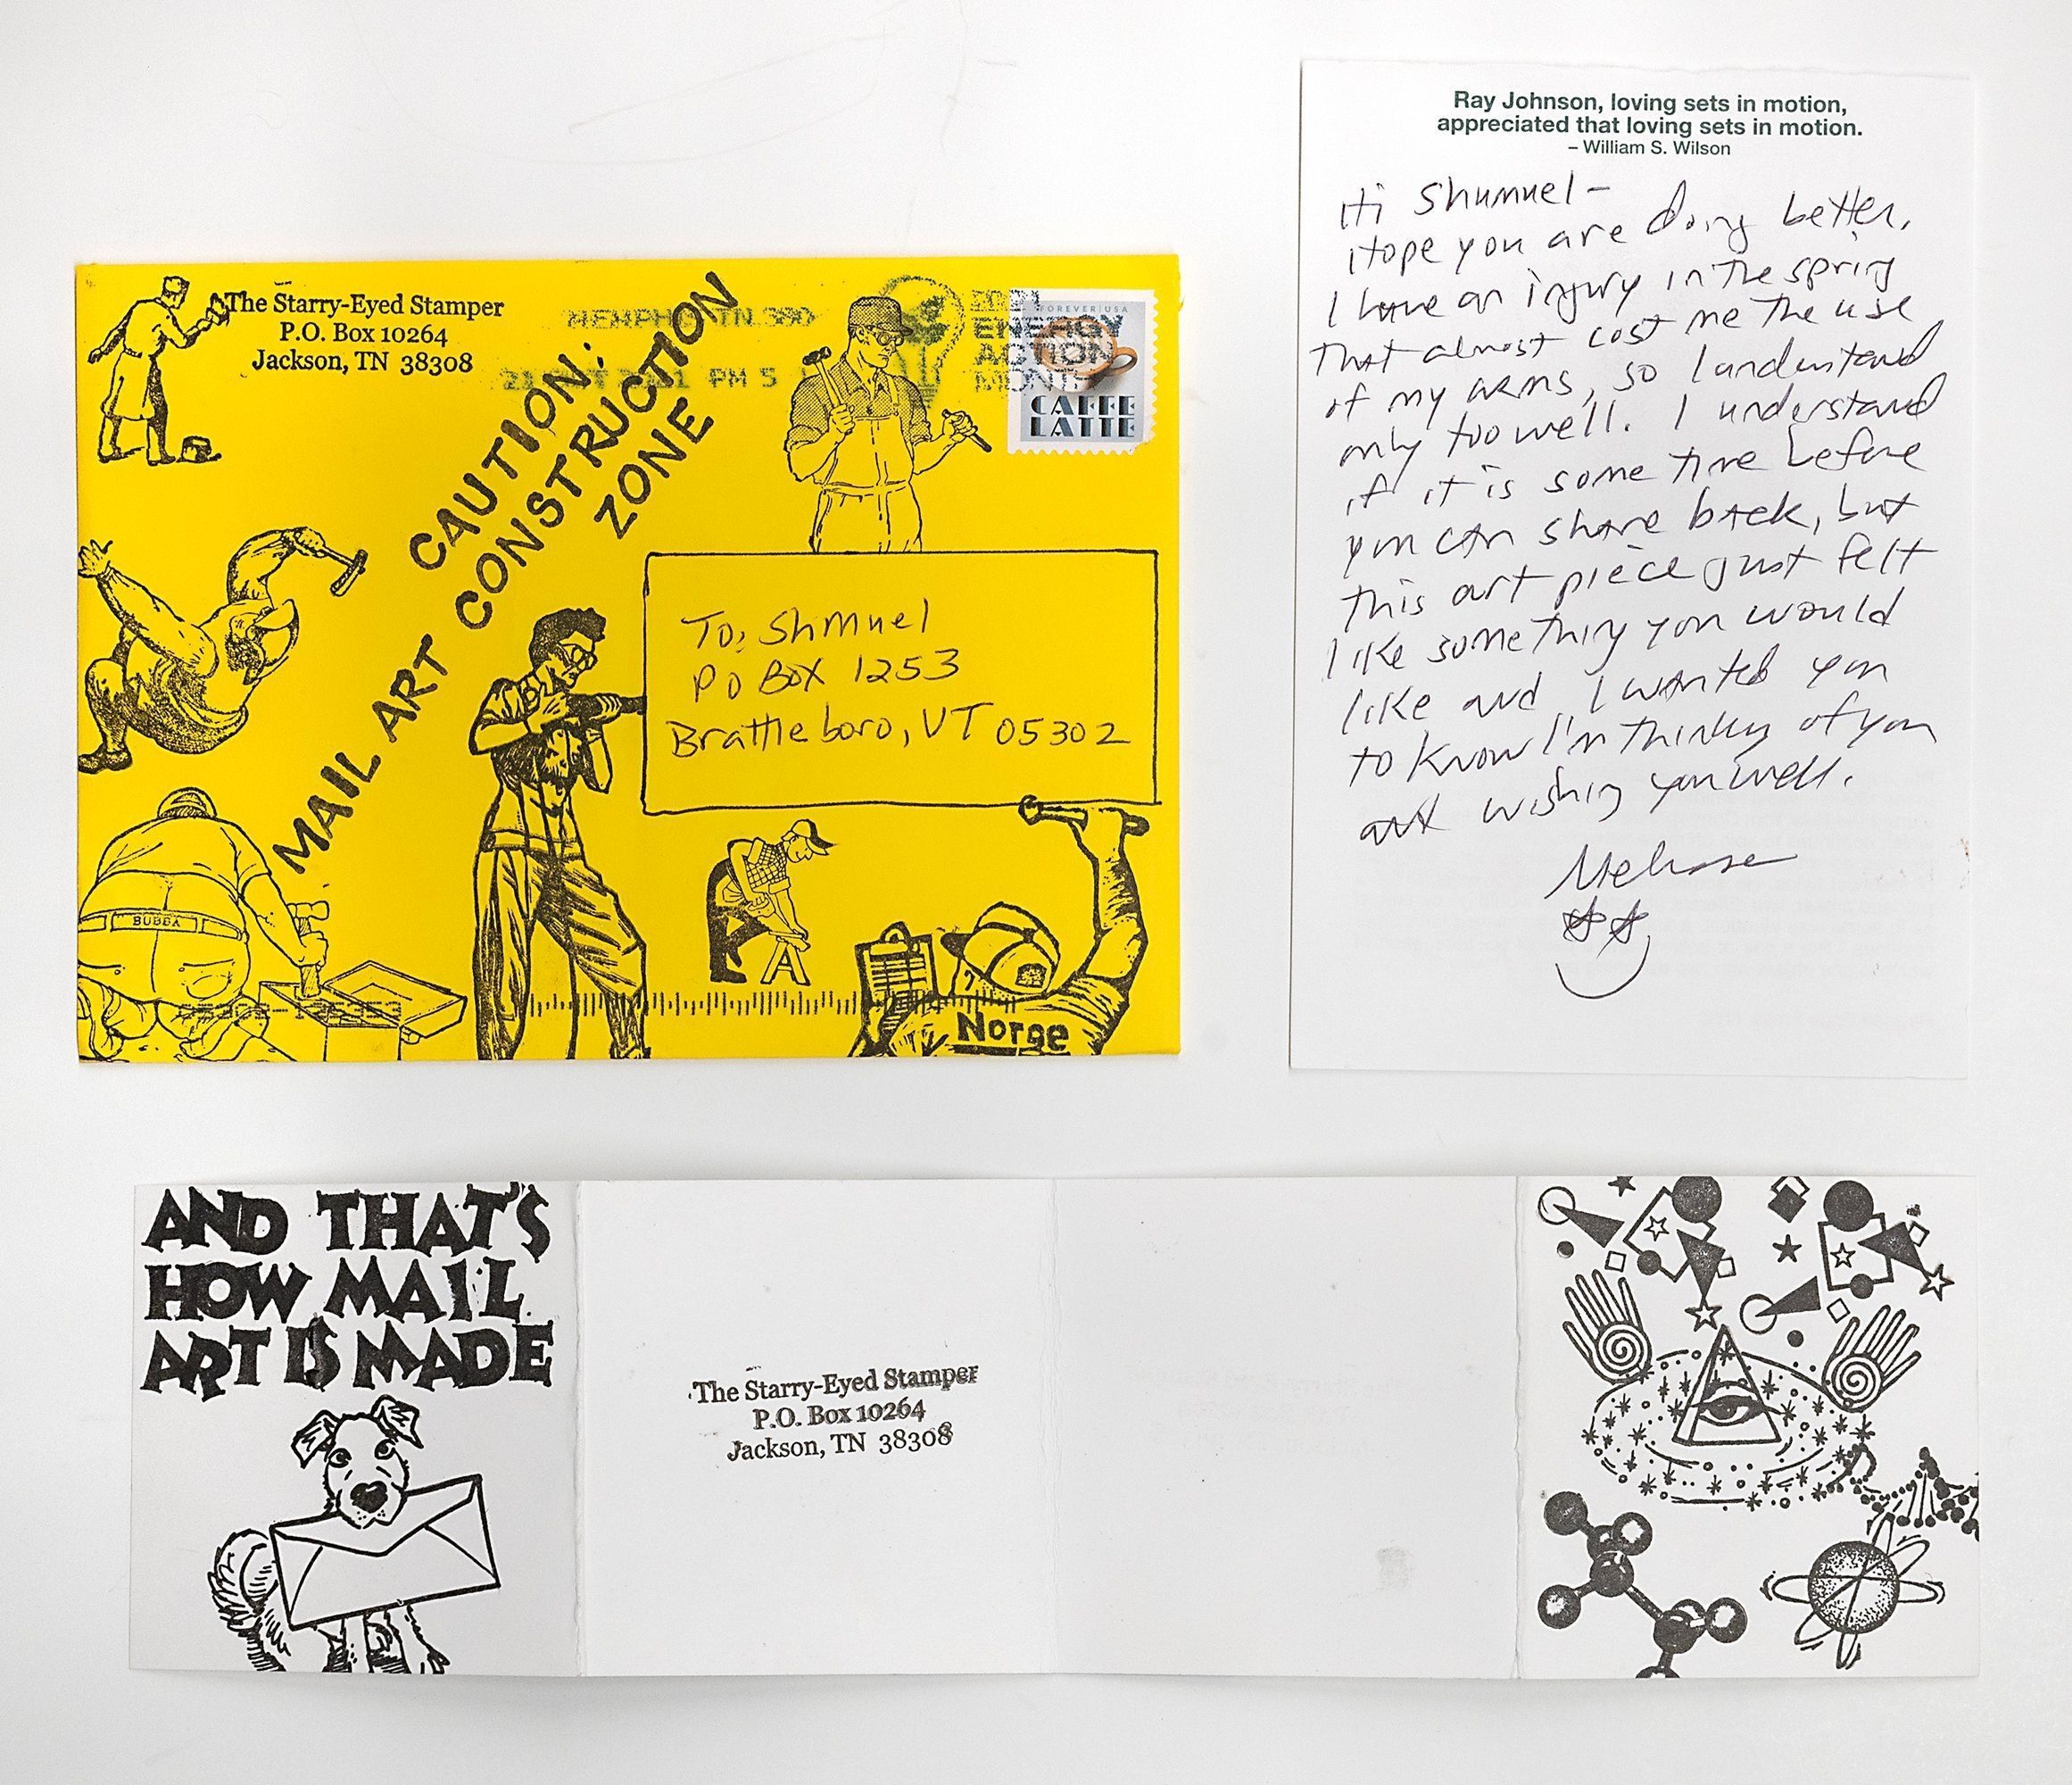 The Starry-Eyed Stamper
P.O. Box 10264
Jackson, TN 38308
MEMPHIS TN 380
PM 5
ENERGY
ACTION
MONTH
FOREVER | USA
CAFFE
LATTE
CAUTION:
MAIL ART CONSTRUCTION
ZONE
To: Shmuel
PO BOX 1253
Brattleboro, VT 05302
BUBBA
Norge
Ray Johnson, loving sets in motion,
appreciated that loving sets in motion.
– William S. Wilson
Hi Shumuel –
Hope you are doing better.
I have an injury in the spring
that almost cost me the use
of my arms, so I understand
only too well. I understand
if it is some time before
you can share back, but
this art piece just felt
like something you would
like and I wanted you
to know I'm thinking of you
and wishing you well.
Melissa
AND THAT'S
HOW MAIL
ART IS MADE
The Starry-Eyed Stamper
P.O. Box 10264
Jackson, TN 38308